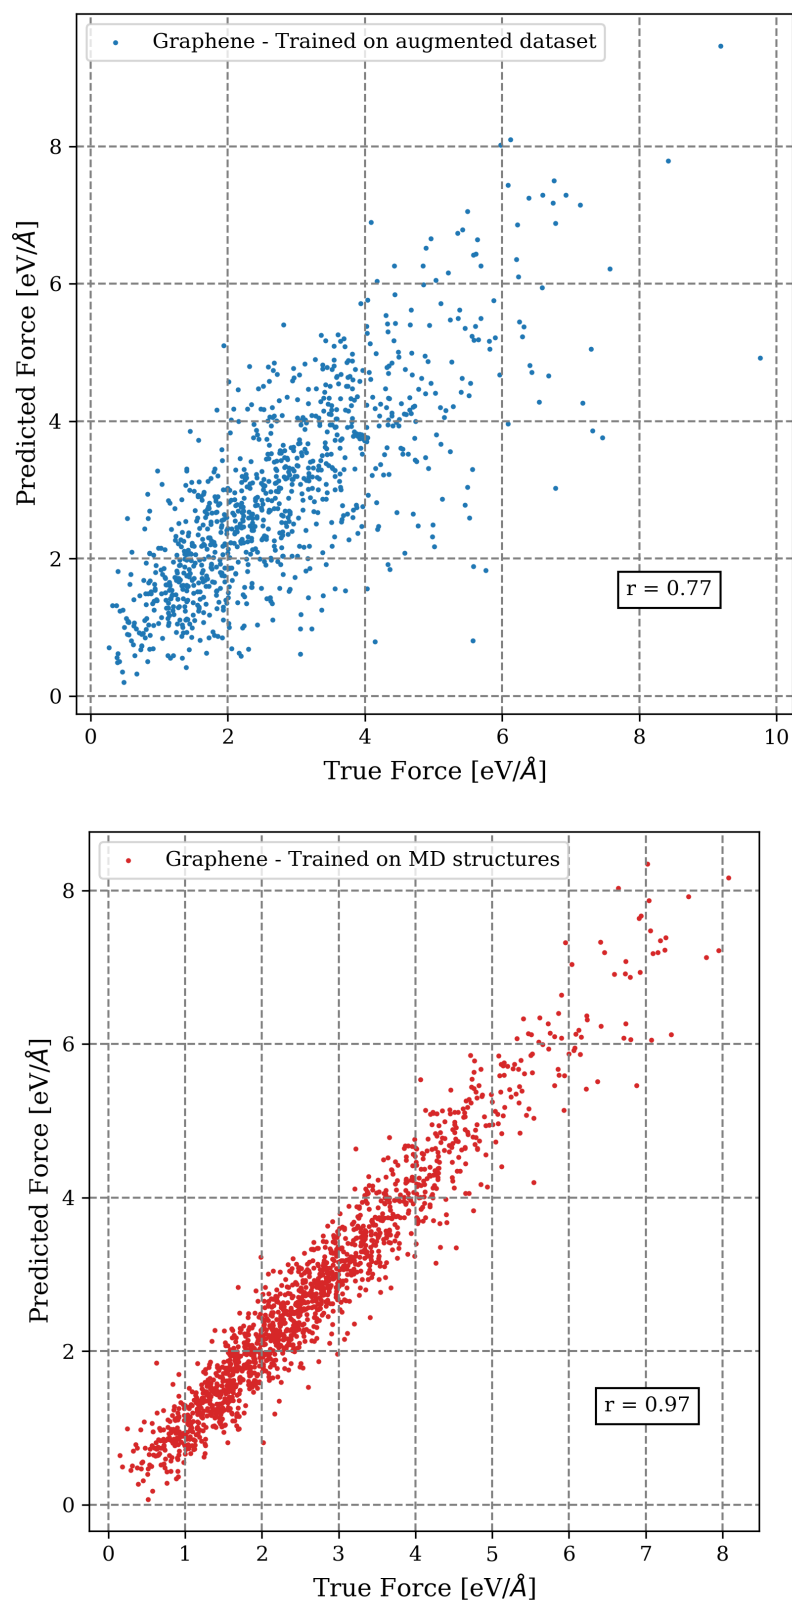 Graphene - Trained on augmented dataset
8
6
4
2
0
Predicted Force [eV/Å]
r = 0.77
0 2 4 6 8 10
True Force [eV/Å]
Graphene - Trained on MD structures
8
6
4
2
0
Predicted Force [eV/Å]
r = 0.97
0 1 2 3 4 5 6 7 8
True Force [eV/Å]